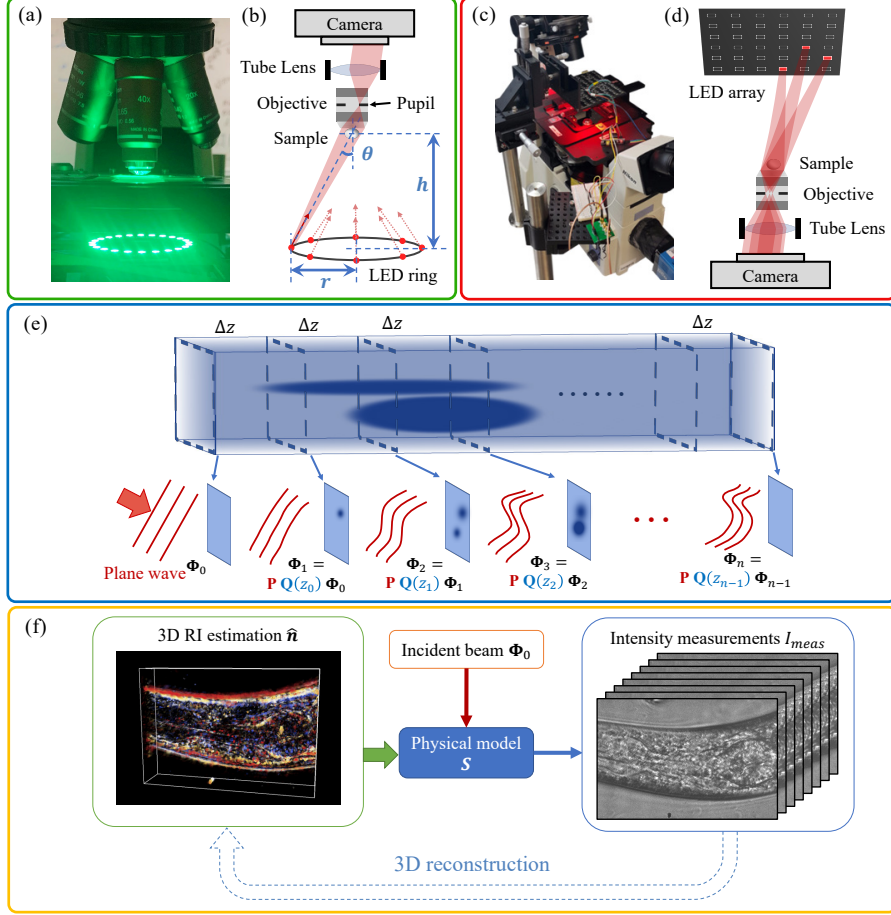 (a)
40x
(b)
Camera
Tube Lens
Objective
Pupil
Sample
θ
h
r
LED ring
(c)
(d)
LED array
Sample
Objective
Tube Lens
Camera
(e)
Δz Δz Δz Δz
Plane wave Φ0
Φ1 =
P Q(z0) Φ0
Φ2 =
P Q(z1) Φ1
Φ3 =
P Q(z2) Φ2
Φn =
P Q(zn−1) Φn−1
(f)
3D RI estimation n̂
Incident beam Φ0
Physical model
S
Intensity measurements Imeas
3D reconstruction